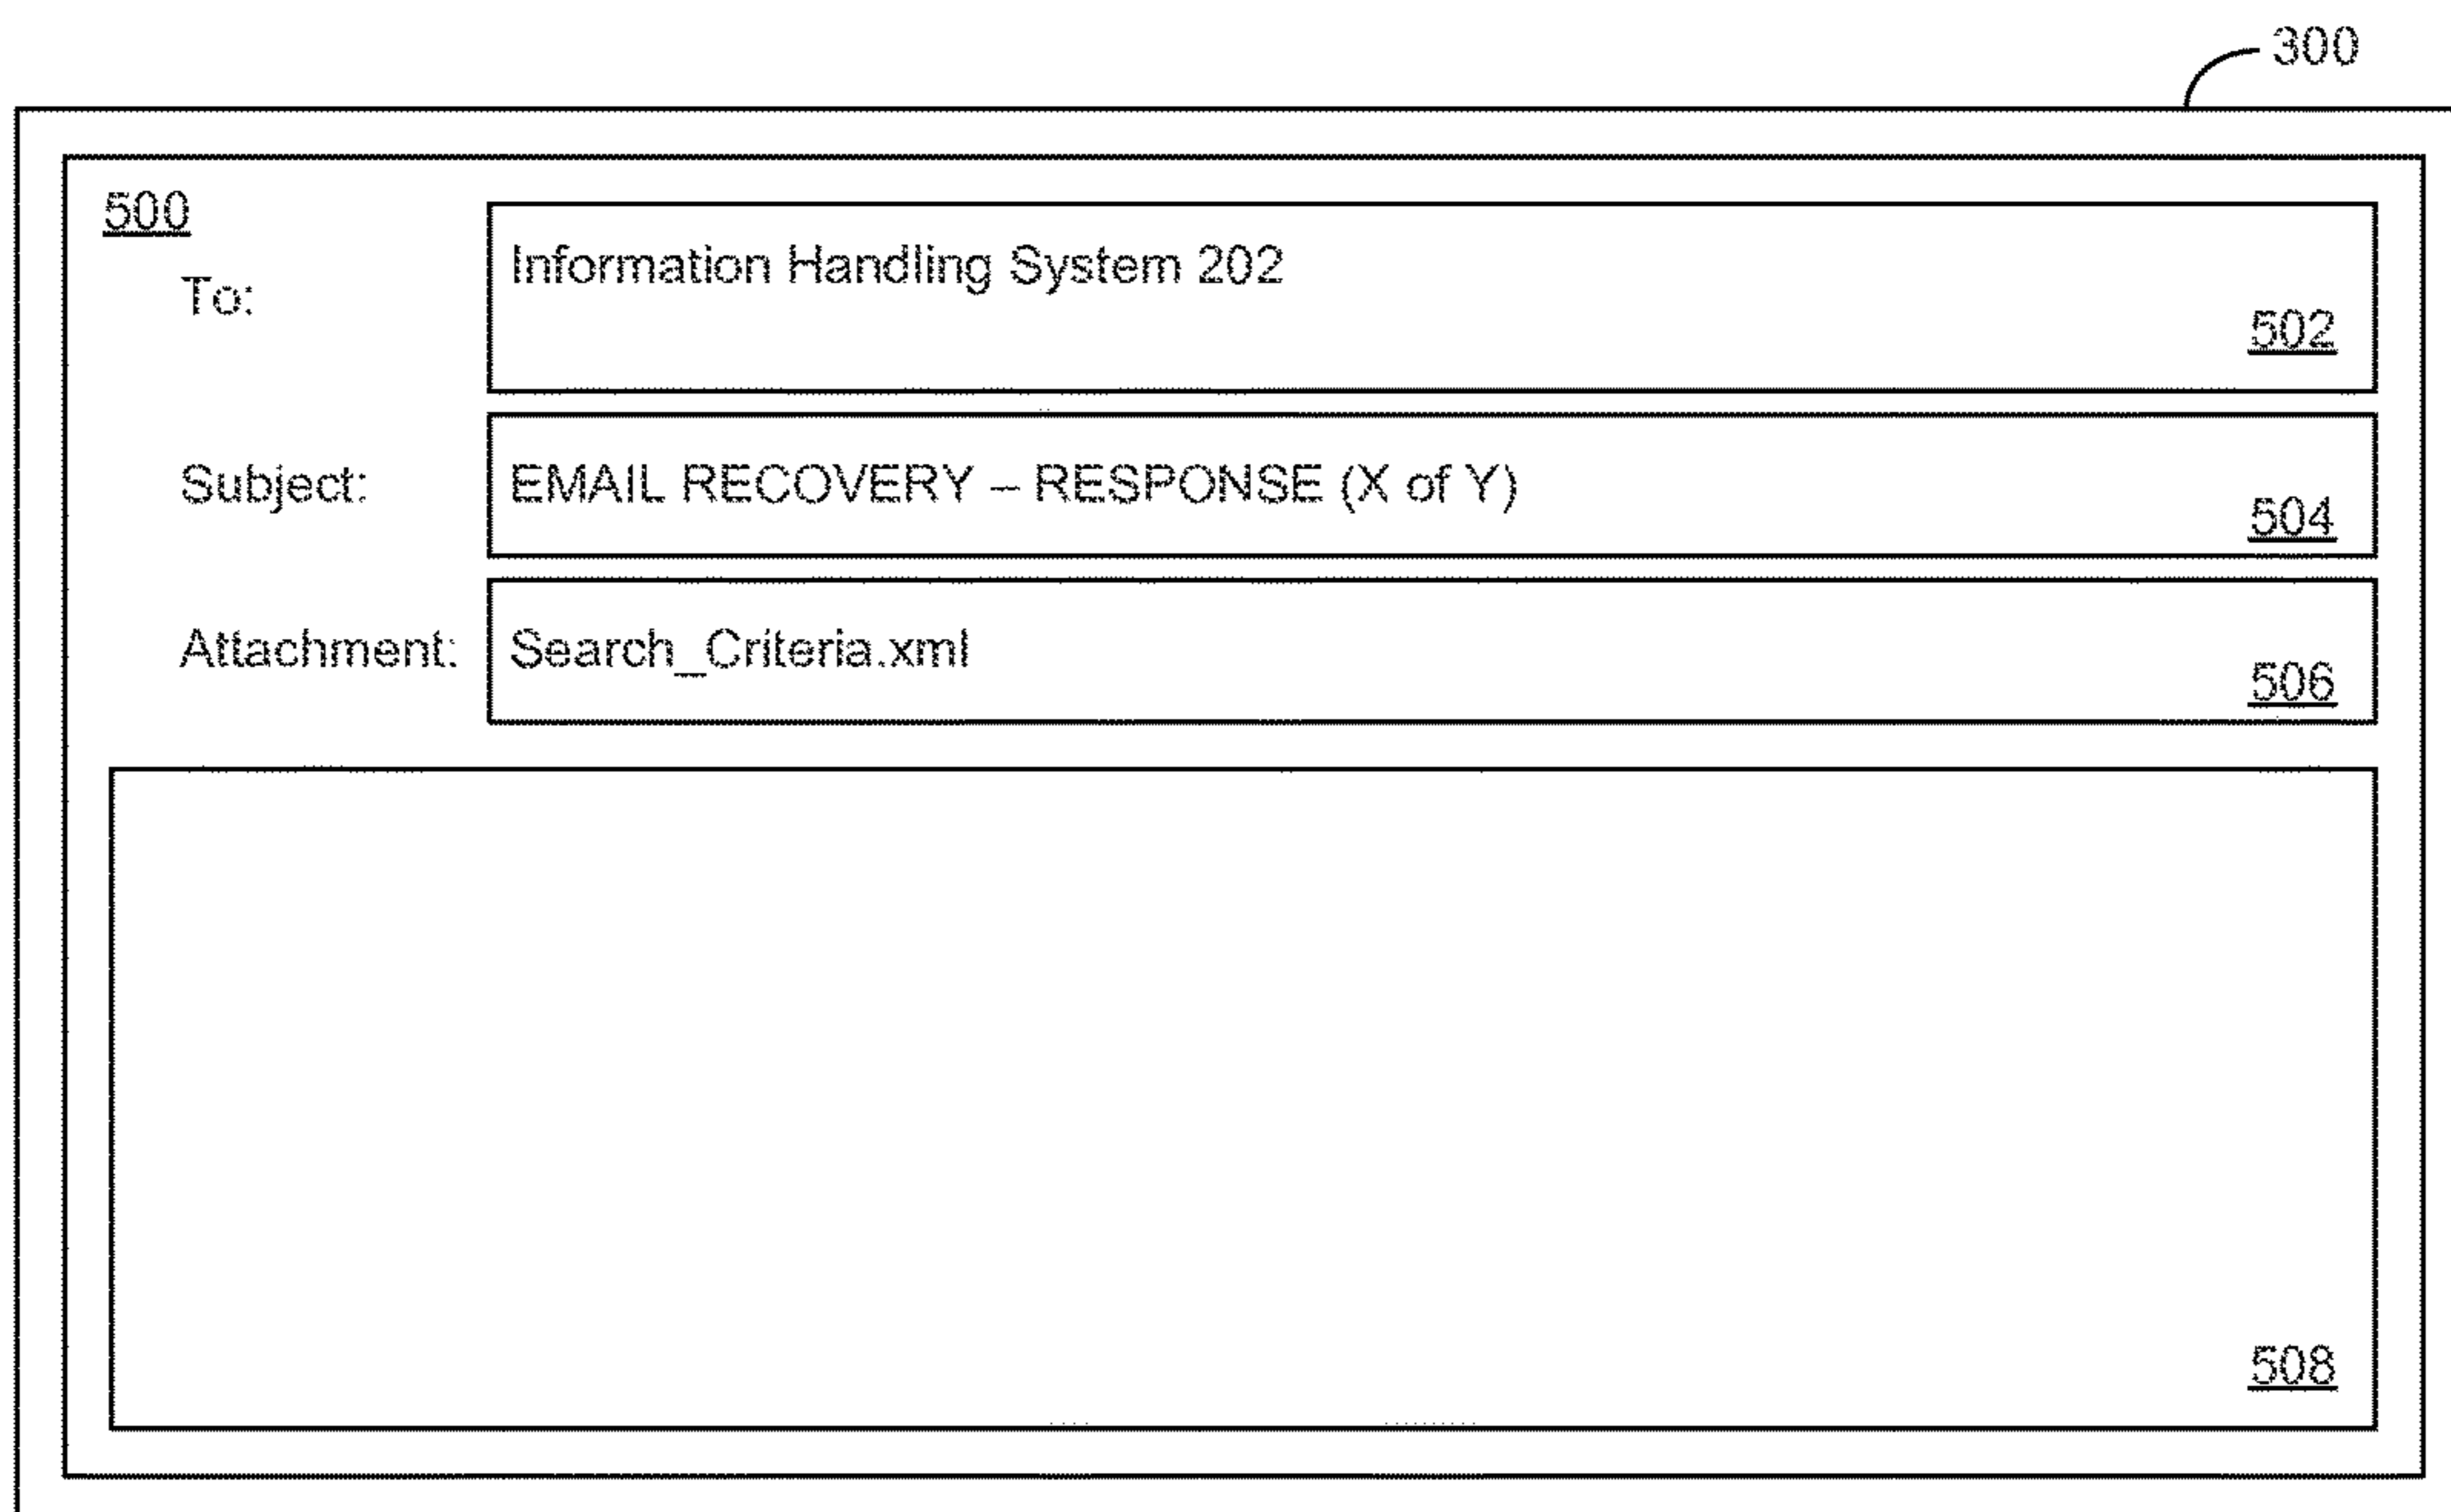 300
500
To:
Information Handling System 202
502
Subject:
EMAIL RECOVERY – RESPONSE (X of Y)
504
Attachment:
Search_Criteria.xml
506
508